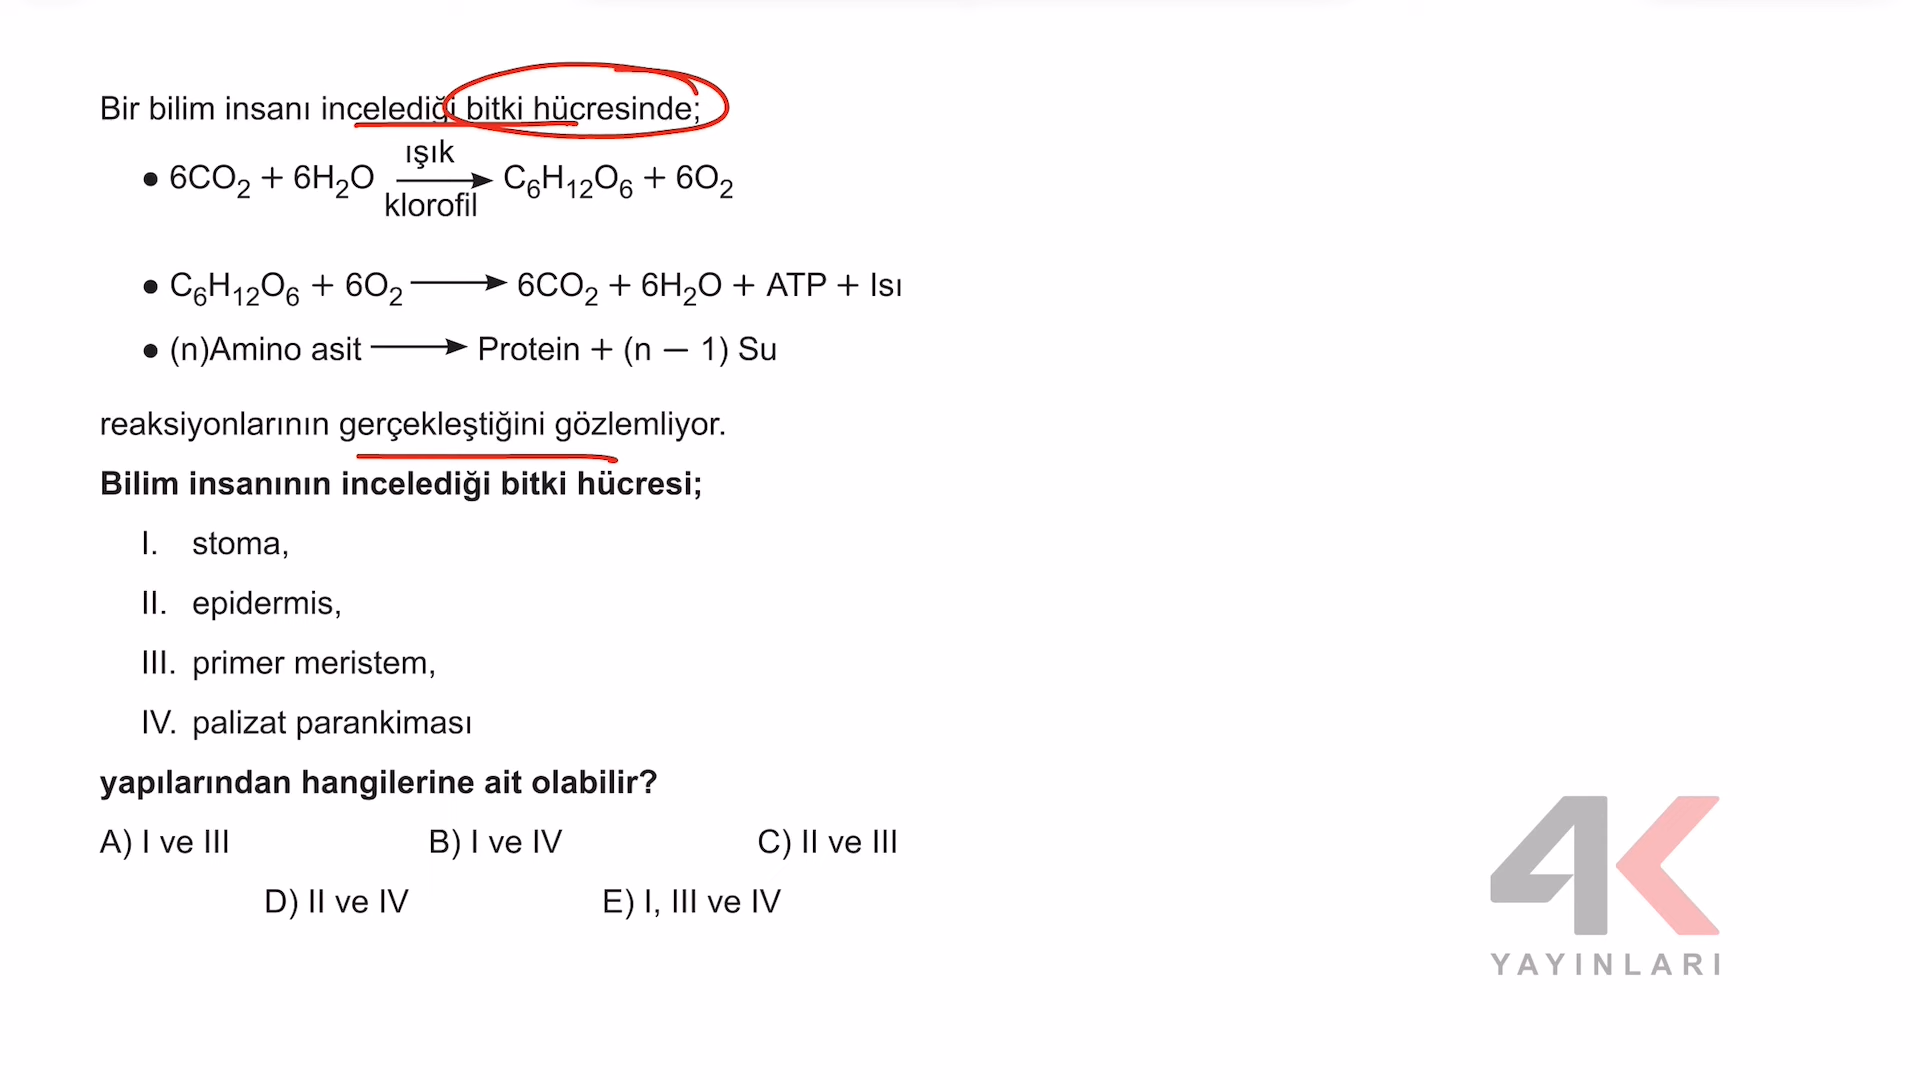 Bir bilim insanı incelediği bitki hücresinde;
• 6CO₂ + 6H₂O ışık klorofil → C₆H₁₂O₆ + 6O₂
• C₆H₁₂O₆ + 6O₂ → 6CO₂ + 6H₂O + ATP + Isı
• (n)Amino asit → Protein + (n − 1) Su
reaksiyonlarının gerçekleştiğini gözlemliyor.
Bilim insanının incelediği bitki hücresi;
I. stoma,
II. epidermis,
III. primer meristem,
IV. palizat parankiması
yapılarından hangilerine ait olabilir?
A) I ve III B) I ve IV C) II ve III
D) II ve IV E) I, III ve IV
4K
YAYINLARI